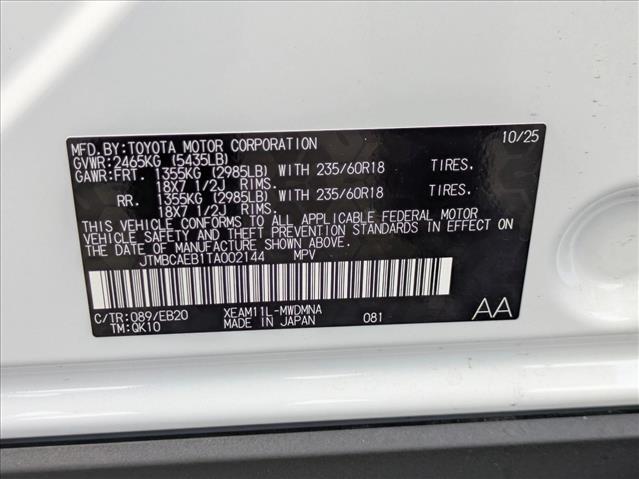 MFD.BY:TOYOTA MOTOR CORPORATION 10/25
GVWR:2465KG (5435LB)
GAWR:FRT. 1355KG (2985LB) WITH 235/60R18 TIRES.
18X7 1/2J RIMS.
RR. 1355KG (2985LB) WITH 235/60R18 TIRES.
18X7 1/2J RIMS.
THIS VEHICLE CONFORMS TO ALL APPLICABLE FEDERAL MOTOR
VEHICLE SAFETY AND THEFT PREVENTION STANDARDS IN EFFECT ON
THE DATE OF MANUFACTURE SHOWN ABOVE.
JTMBCAEB1TA002144 MPV
C/TR:089/EB20 XEAM11L-MWDMNA AA
TM:QK10 MADE IN JAPAN 081